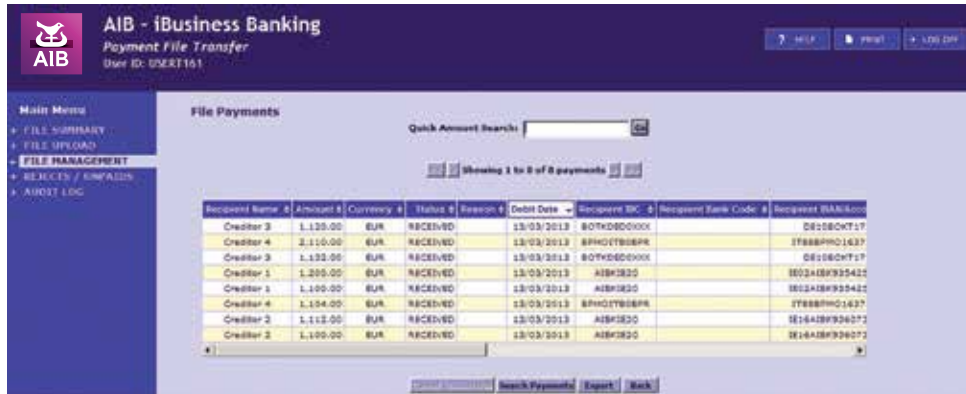 AIB - iBusiness Banking
Payment File Transfer
User ID: USERT161
AIB
? HELP
PRINT
LOG OFF
Main Menu
FILE SUMMARY
FILE UPLOAD
FILE MANAGEMENT
REJECTS / UNPAIDS
AUDIT LOG
File Payments
Quick Amount Search: Go
Showing 1 to 8 of 8 payments
Recipient Name Amount Currency Status Reason Debit Date Recipient BIC Recipient Bank Code Recipient IBAN/Acco
Creditor 3 1,120.00 EUR RECEIVED 13/03/2013
Creditor 4 2,110.00 EUR RECEIVED 13/03/2013
Creditor 3 1,132.00 EUR RECEIVED 13/03/2013
Creditor 1 1,200.00 EUR RECEIVED 13/03/2013 AIBKIE2D
Creditor 1 1,100.00 EUR RECEIVED 13/03/2013 AIBKIE2D
Creditor 4 1,104.00 EUR RECEIVED 13/03/2013
Creditor 2 1,112.00 EUR RECEIVED 13/03/2013 AIBKIE2D
Creditor 2 1,100.00 EUR RECEIVED 13/03/2013 AIBKIE2D
Search Payments Export Back